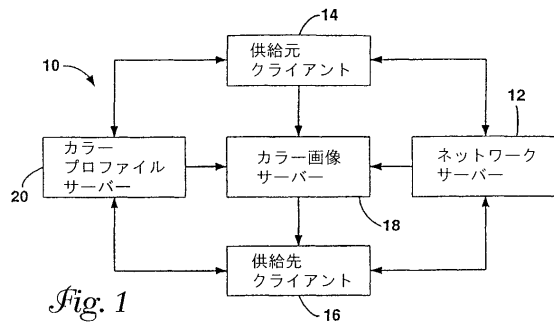 10
14
供給元
クライアント
12
カラー
プロファイル
サーバー
20
カラー画像
サーバー
18
ネットワーク
サーバー
供給先
クライアント
16
Fig. 1